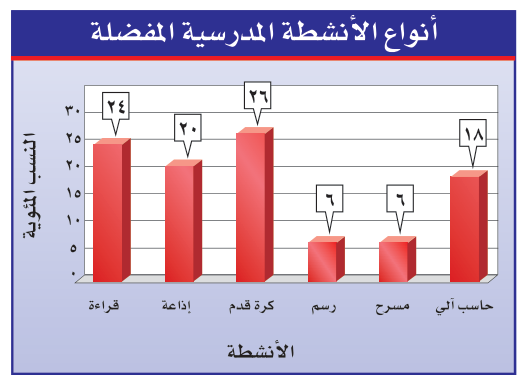 أنواع الأنشطة المدرسية المفضلة
النسب المئوية
٣٠
٢٥
٢٠
١٥
١٠
٥
٠
٢٤
٢٠
٢٦
٦
٦
١٨
قراءة
إذاعة
كرة قدم
رسم
مسرح
حاسب آلي
الأنشطة